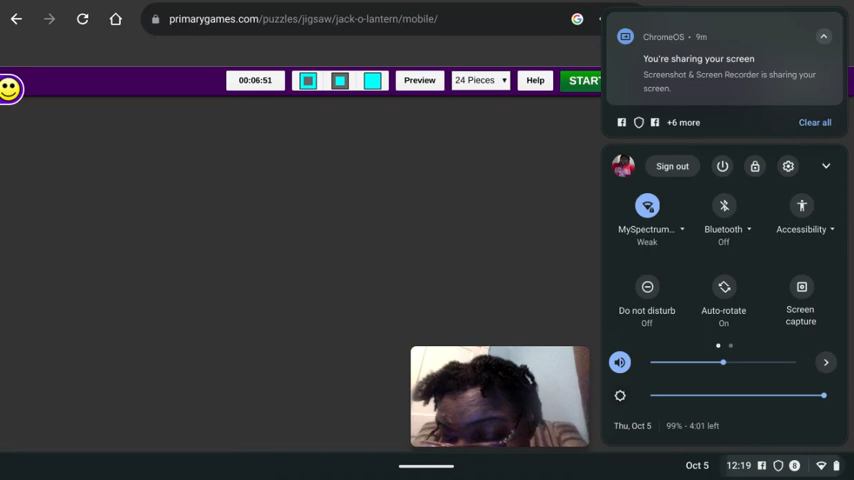 primarygames.com/puzzles/jigsaw/jack-o-lantern/mobile/
00:06:51
Preview
24 Pieces
Help
START
ChromeOS • 9m
You're sharing your screen
Screenshot & Screen Recorder is sharing your
screen.
+6 more
Clear all
Sign out
MySpectrum...
Weak
Bluetooth
Off
Accessibility
Do not disturb
Off
Auto-rotate
On
Screen
capture
Thu, Oct 5
99% - 4:01 left
Oct 5
12:19
8